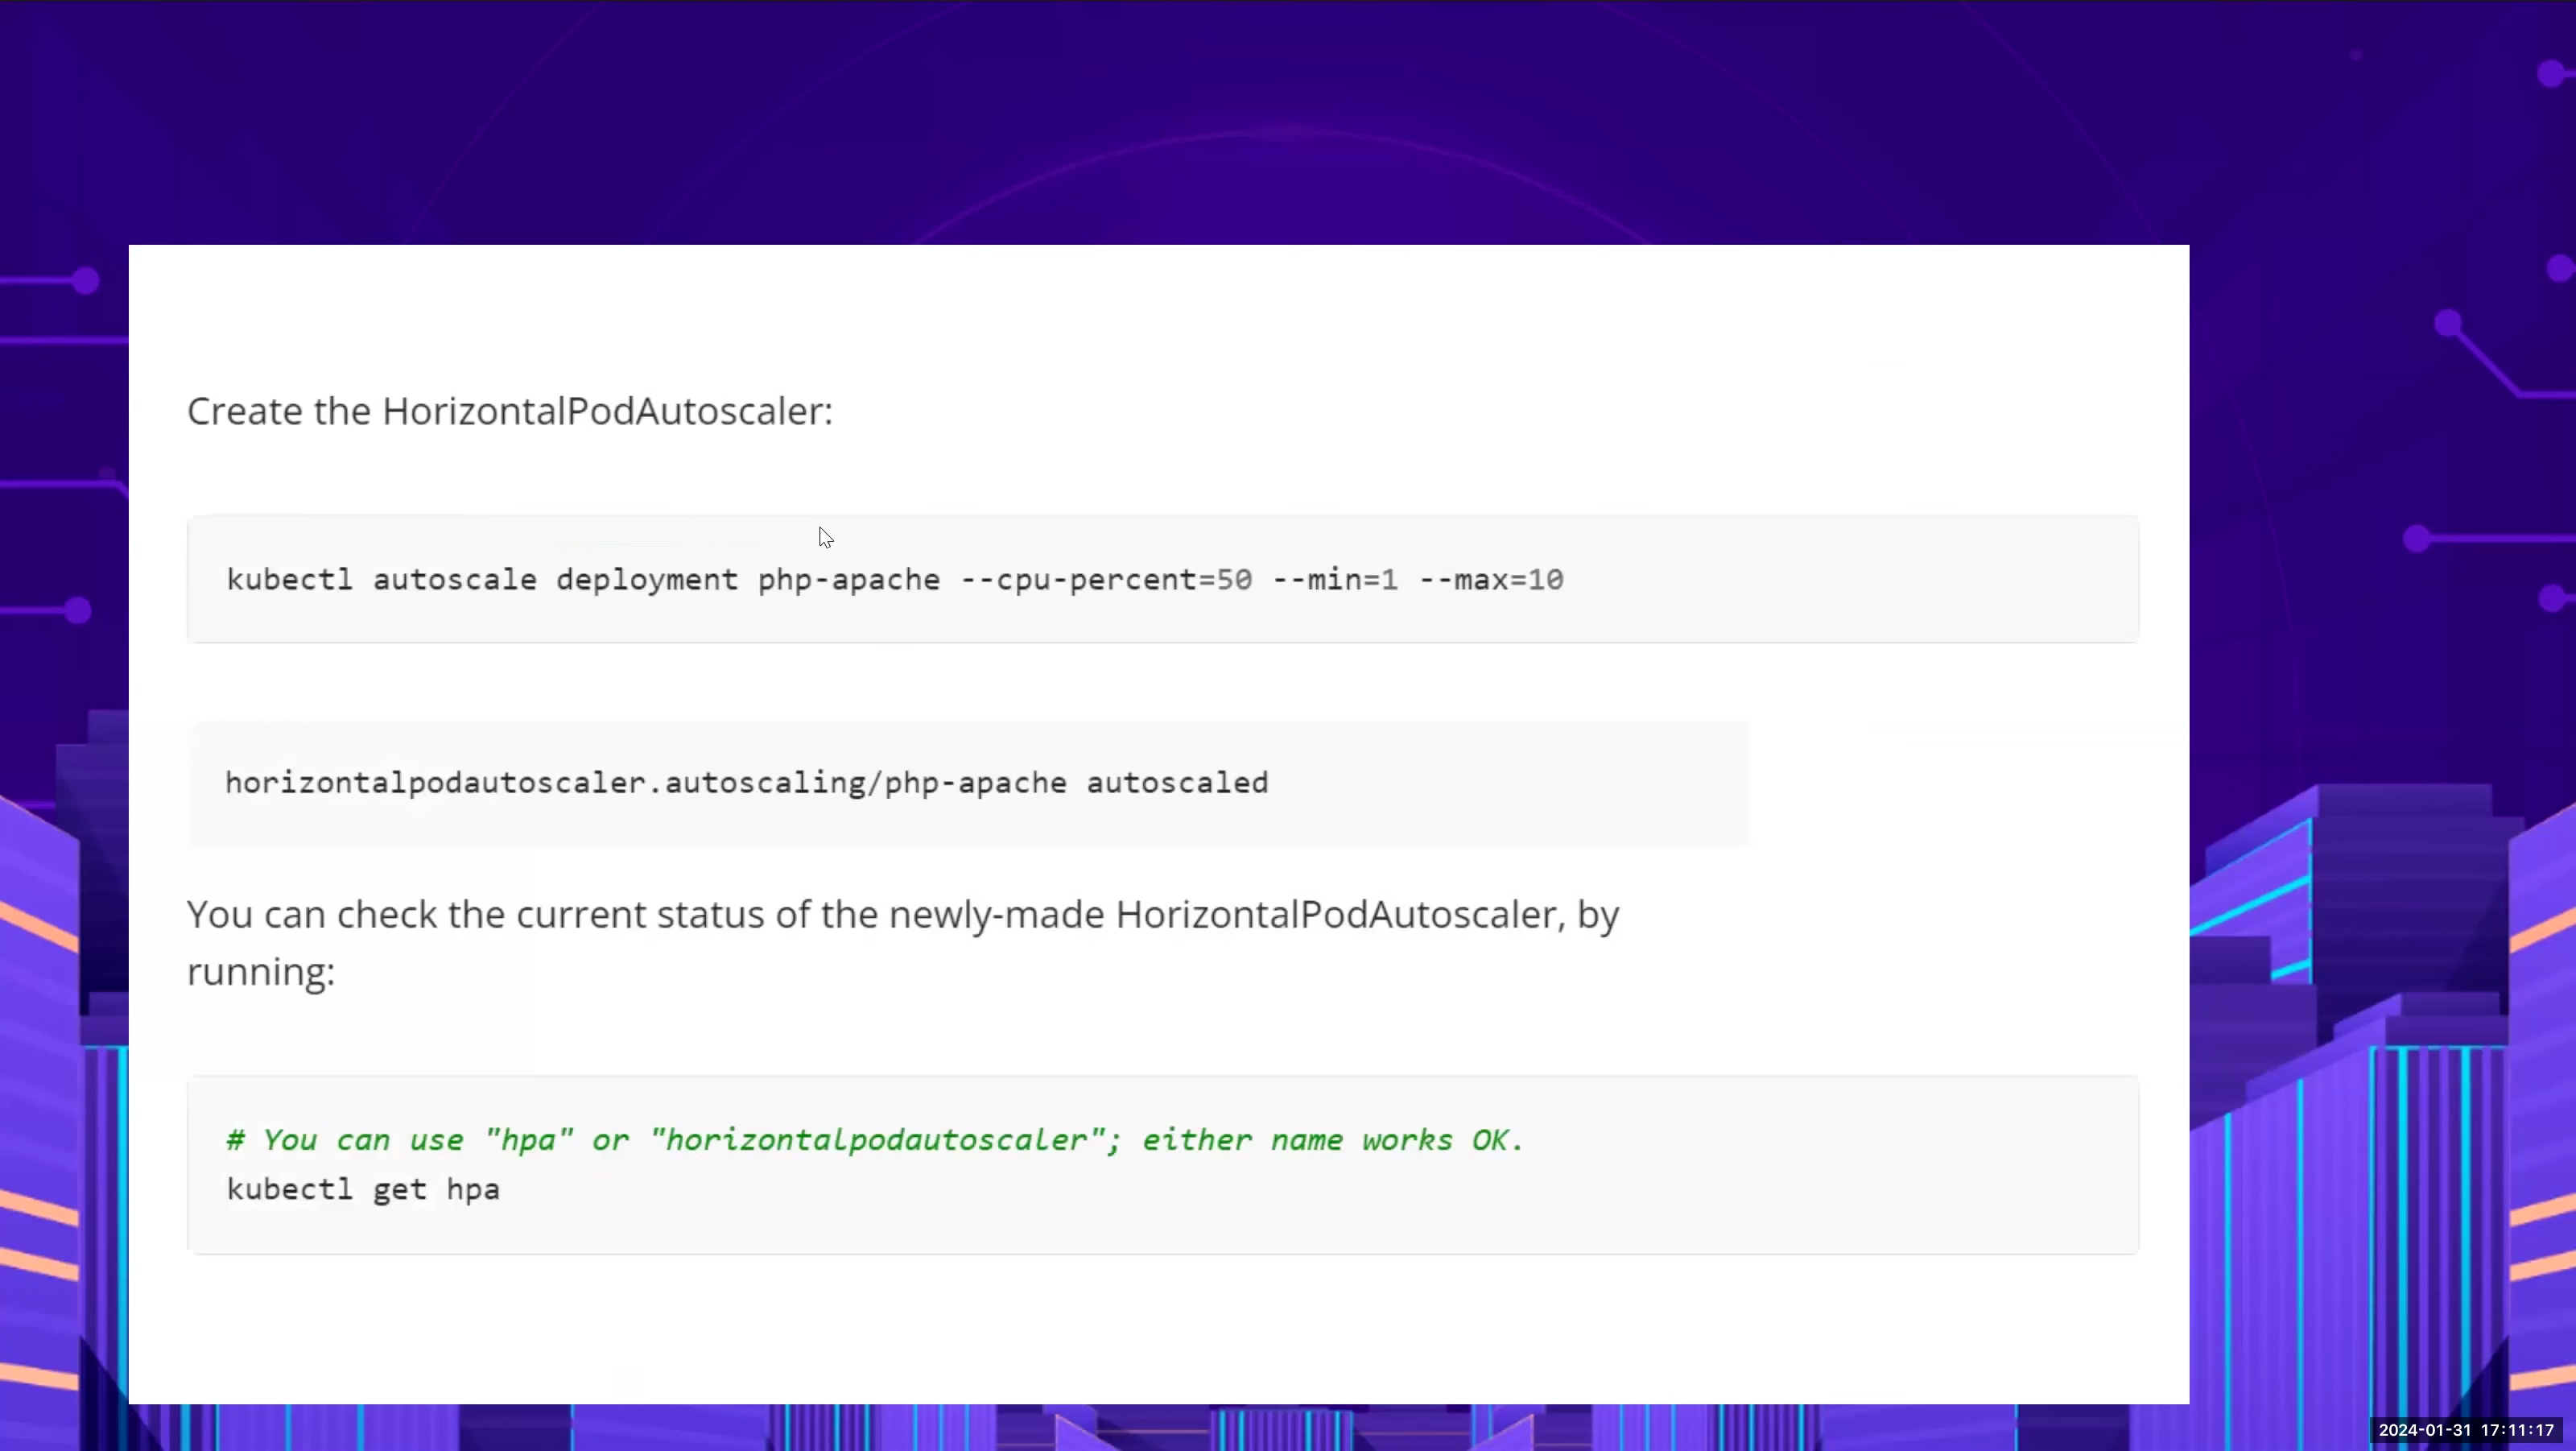 Create the HorizontalPodAutoscaler:
kubectl autoscale deployment php-apache --cpu-percent=50 --min=1 --max=10
horizontalpodautoscaler.autoscaling/php-apache autoscaled
You can check the current status of the newly-made HorizontalPodAutoscaler, by
running:
# You can use "hpa" or "horizontalpodautoscaler"; either name works OK.
kubectl get hpa
2024-01-31 17:11:17